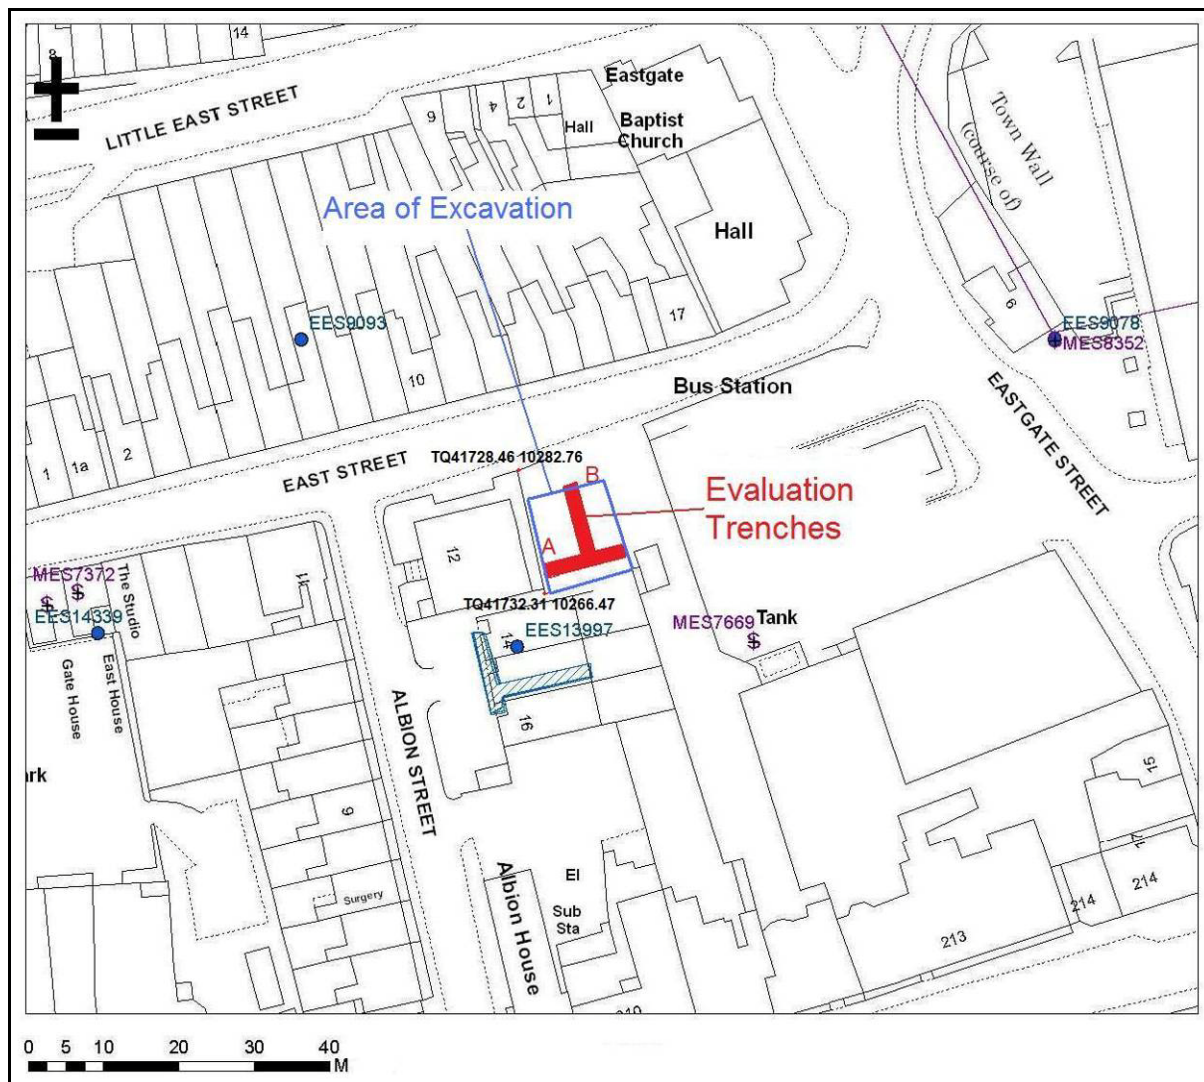 8
14
LITTLE EAST STREET
6
4
2
1
Hall
Eastgate
Baptist
Church
Town Wall
(course of)
Area of Excavation
Hall
6
17
EES9093
EES9078
MES8352
10
Bus Station
1
1a
2
EAST STREET
EASTGATE STREET
TQ41728.46 10282.76
B
A
Evaluation
Trenches
12
11
MES7372
The Studio
EES14339
East House
Gate House
TQ41732.31 10266.47
14
EES13997
MES7669
Tank
16
ALBION STREET
ark
9
15
17
Surgery
Albion House
El
Sub
Sta
214
214
213
0 5 10 20 30 40
M